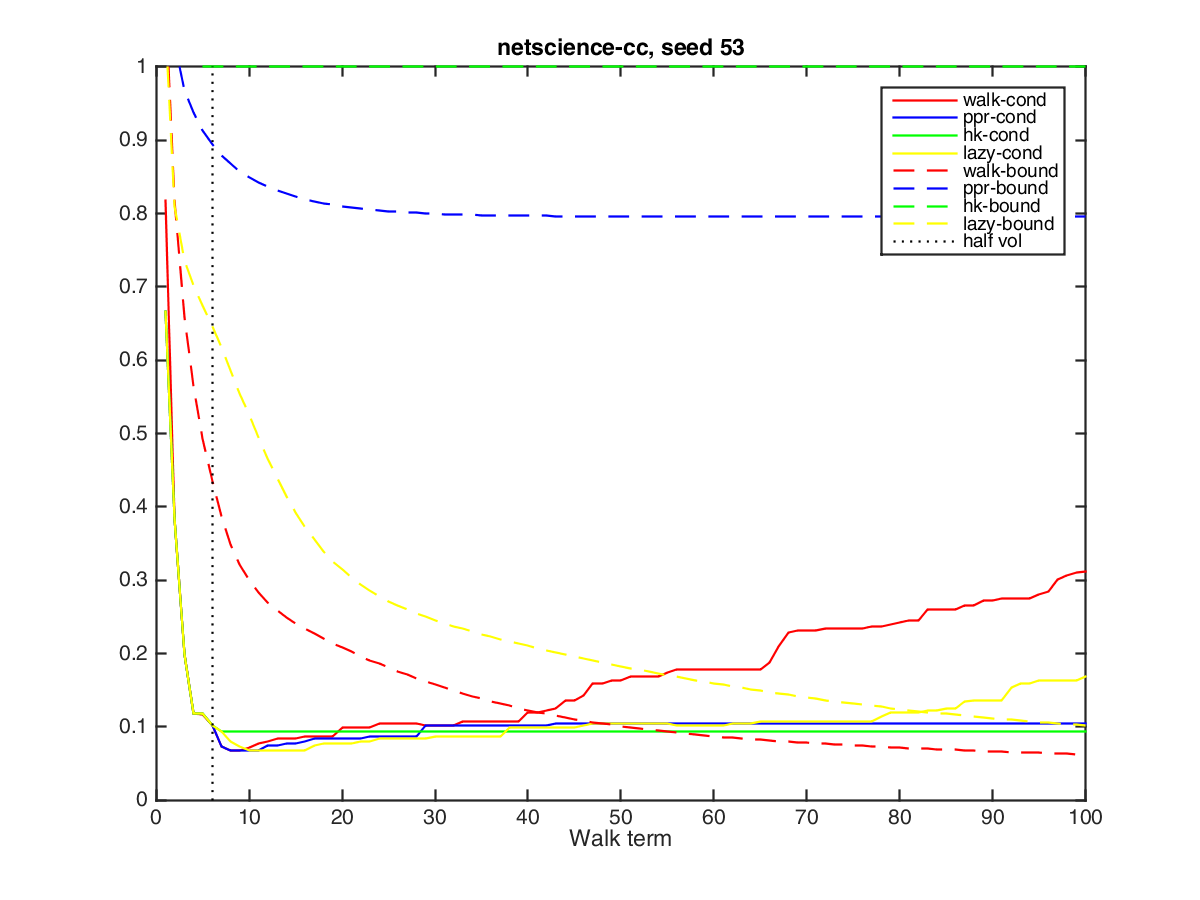 netscience-cc, seed 53
1
0.9
0.8
0.7
0.6
0.5
0.4
0.3
0.2
0.1
0
walk-cond
ppr-cond
hk-cond
lazy-cond
walk-bound
ppr-bound
hk-bound
lazy-bound
half vol
0 10 20 30 40 50 60 70 80 90 100
Walk term